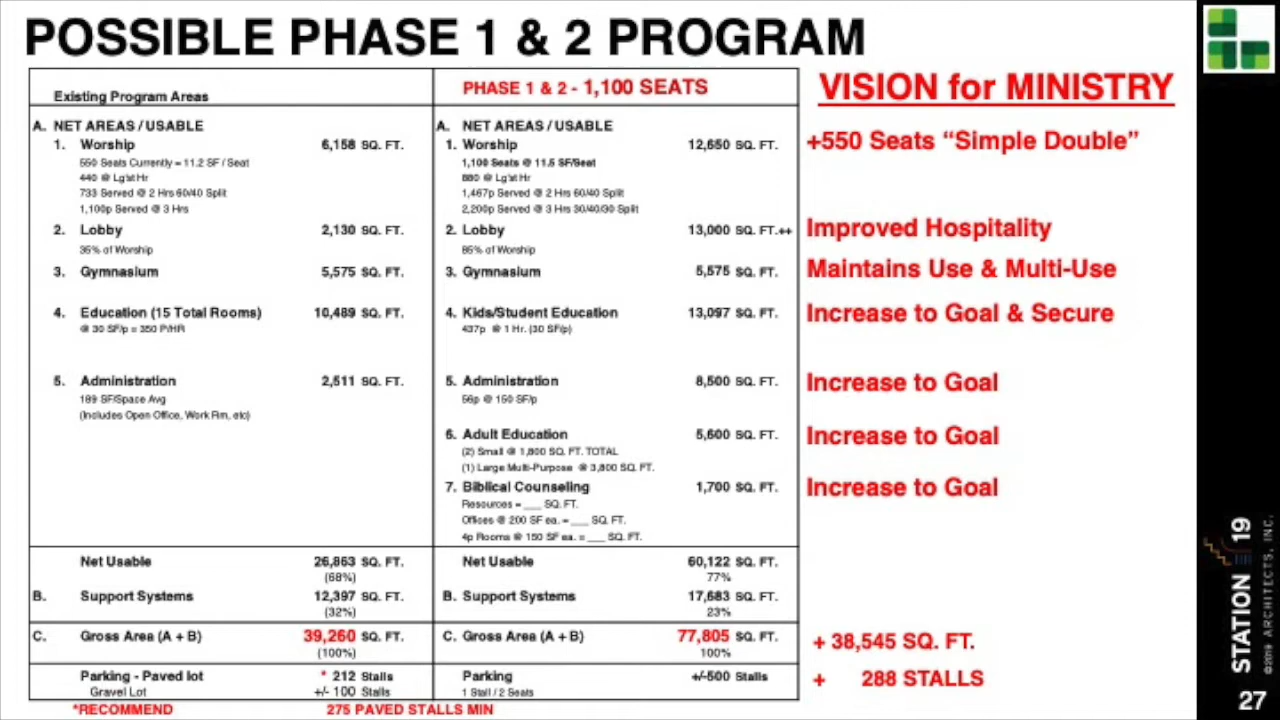 POSSIBLE PHASE 1 & 2 PROGRAM
Existing Program Areas
PHASE 1 & 2 - 1,100 SEATS
VISION for MINISTRY
A. NET AREAS / USABLE
1. Worship 6,158 SQ. FT.
550 Seats Currently = 11.2 SF / Seat
440 @ Lg'st Hr
733 Served @ 2 Hrs 60/40 Split
1,100p Served @ 3 Hrs
2. Lobby 2,130 SQ. FT.
35% of Worship
3. Gymnasium 5,575 SQ. FT.
4. Education (15 Total Rooms) 10,489 SQ. FT.
@ 30 SF/p = 350 P/HR
5. Administration 2,511 SQ. FT.
189 SF/Space Avg
(Includes Open Office, Work Rm, etc)
Net Usable 26,863 SQ. FT.
(68%)
B. Support Systems 12,397 SQ. FT.
(32%)
C. Gross Area (A + B) 39,260 SQ. FT.
(100%)
Parking - Paved lot * 212 Stalls
Gravel Lot +/- 100 Stalls
*RECOMMEND 275 PAVED STALLS MIN
A. NET AREAS / USABLE
1. Worship 12,650 SQ. FT.
1,100 Seats @ 11.5 SF/Seat
880 @ Lg'st Hr
1,467p Served @ 2 Hrs 60/40 Split
2,200p Served @ 3 Hrs 30/40/30 Split
2. Lobby 13,000 SQ. FT.++
85% of Worship
3. Gymnasium 5,575 SQ. FT.
4. Kids/Student Education 13,097 SQ. FT.
437p @ 1 Hr. (30 SF/p)
5. Administration 8,500 SQ. FT.
56p @ 150 SF/p
6. Adult Education 5,600 SQ. FT.
(2) Small @ 1,800 SQ. FT. TOTAL
(1) Large Multi-Purpose @ 3,800 SQ. FT.
7. Biblical Counseling 1,700 SQ. FT.
Resources = ___ SQ. FT.
Offices @ 200 SF ea. = ___ SQ. FT.
4p Rooms @ 150 SF ea. = ___ SQ. FT.
Net Usable 60,122 SQ. FT.
77%
B. Support Systems 17,683 SQ. FT.
23%
C. Gross Area (A + B) 77,805 SQ. FT.
100%
Parking +/-500 Stalls
1 Stall / 2 Seats
+550 Seats “Simple Double”
Improved Hospitality
Maintains Use & Multi-Use
Increase to Goal & Secure
Increase to Goal
Increase to Goal
Increase to Goal
+ 38,545 SQ. FT.
+ 288 STALLS
STATION 19
©2019 ARCHITECTS, INC.
27